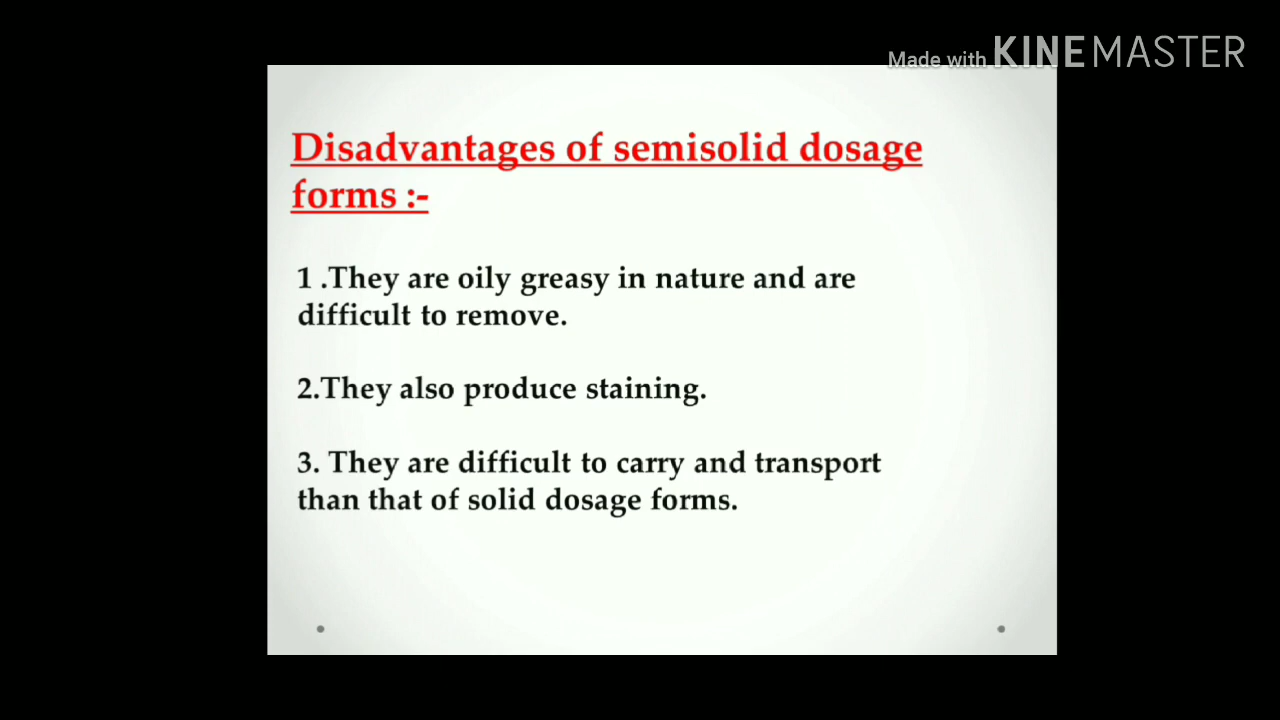 Made with KINEMASTER
Disadvantages of semisolid dosage
forms :-
1 .They are oily greasy in nature and are
difficult to remove.
2.They also produce staining.
3. They are difficult to carry and transport
than that of solid dosage forms.